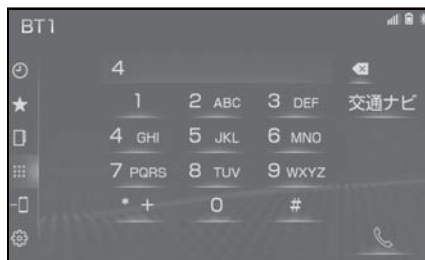 BT1
4
1 2 ABC 3 DEF 交通ナビ
4 GHI 5 JKL 6 MNO
7 PQRS 8 TUV 9 WXYZ
* + 0 #